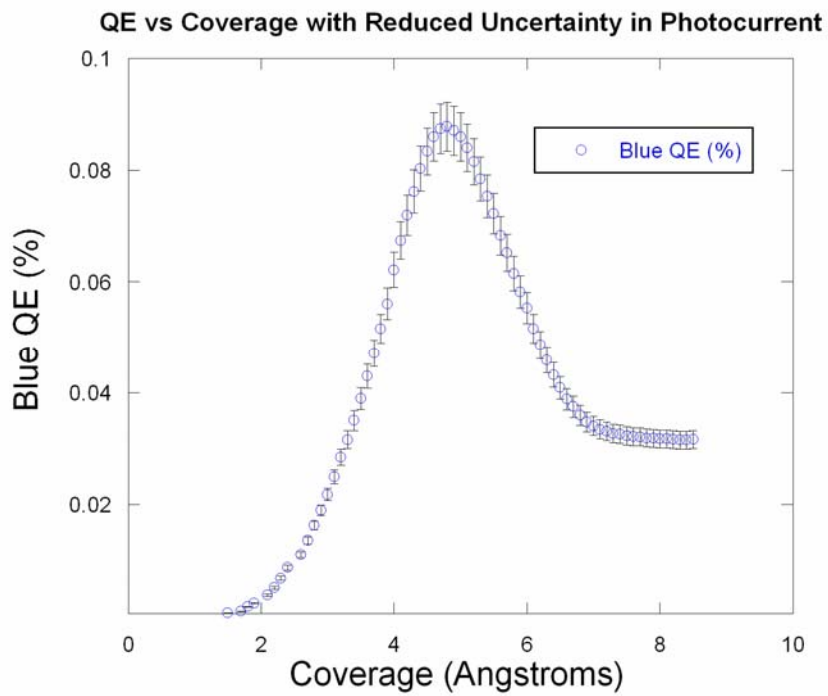 QE vs Coverage with Reduced Uncertainty in Photocurrent
0.1
Blue QE (%)
0.08
0.06
Blue QE (%)
0.04
0.02
0 2 4 6 8 10
Coverage (Angstroms)